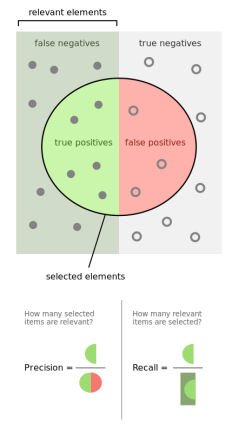 relevant elements
false negatives
true negatives
true positives
false positives
selected elements
How many selected
items are relevant?
Precision =
How many relevant
items are selected?
Recall =